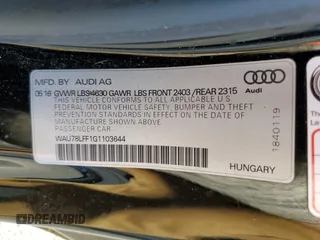 MFD. BY AUDI AG
05.16 GVWR LBS4630 GAWR LBS FRONT 2403 /REAR 2315
THIS VEHICLE CONFORMS TO ALL APPLICABLE U.S
FEDERAL MOTOR VEHICLE SAFETY, BUMPER AND THEFT
PREVENTION STANDARDS IN EFFECT ON THE DATE OF
MANUFACTURE SHOWN ABOVE
PASSENGER CAR
WAU78LFF1G1103644
HUNGARY
Audi
1840119
DREAMBID